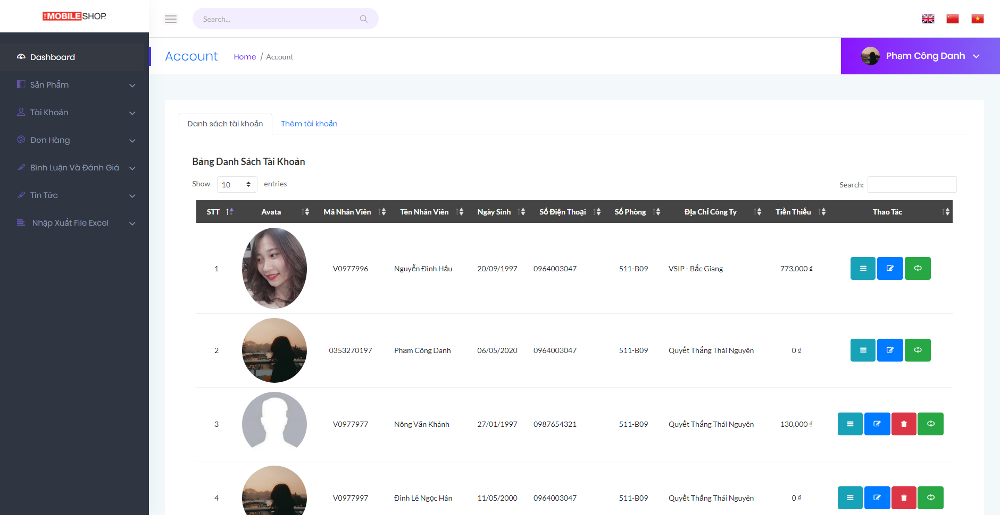 THE MOBILE SHOP
Search...
Dashboard
Sản Phẩm
Tài Khoản
Đơn Hàng
Bình Luận Và Đánh Giá
Tin Tức
Nhập Xuất File Excel
Account
Home / Account
Phạm Công Danh
Danh sách tài khoản
Thêm tài khoản
Bảng Danh Sách Tài Khoản
Show 10 entries
Search:
STT Avata Mã Nhân Viên Tên Nhân Viên Ngày Sinh Số Điện Thoại Số Phòng Địa Chỉ Công Ty Tiền Thiếu Thao Tác
1 V0977996 Nguyễn Đình Hậu 20/09/1997 0964003047 511-B09 VSIP - Bắc Giang 773,000 ₫
2 0353270197 Phạm Công Danh 06/05/2020 0964003047 511-B09 Quyết Thắng Thái Nguyên 0 ₫
3 V0977977 Nông Văn Khánh 27/01/1997 0987654321 511-B09 Quyết Thắng Thái Nguyên 130,000 ₫
4 V0977997 Đinh Lê Ngọc Hân 11/05/2000 0964003047 511-B09 Quyết Thắng Thái Nguyên 0 ₫